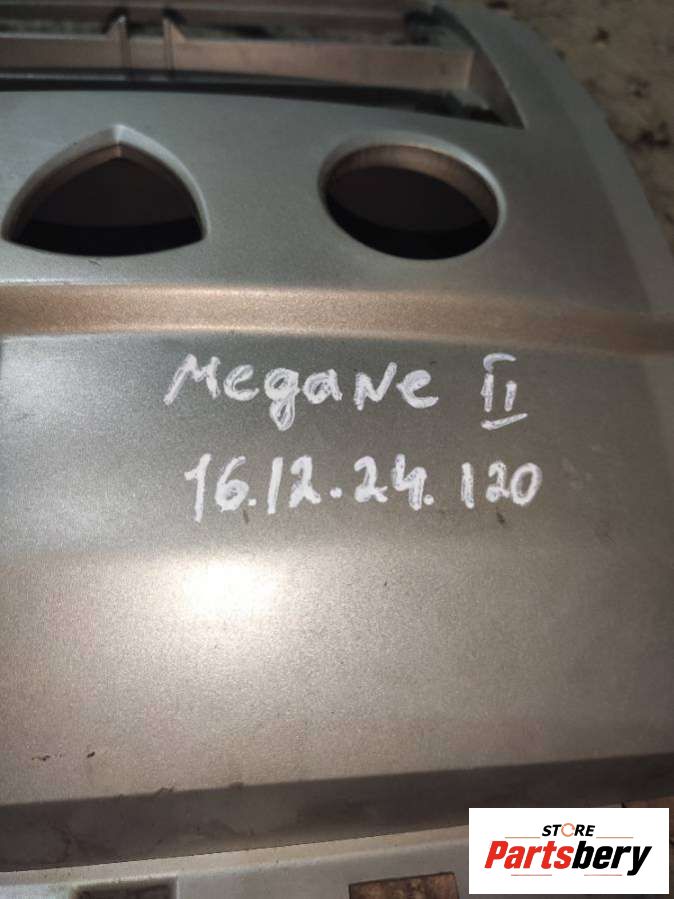 Megane II
16.12.24.120
STORE
Partsbery